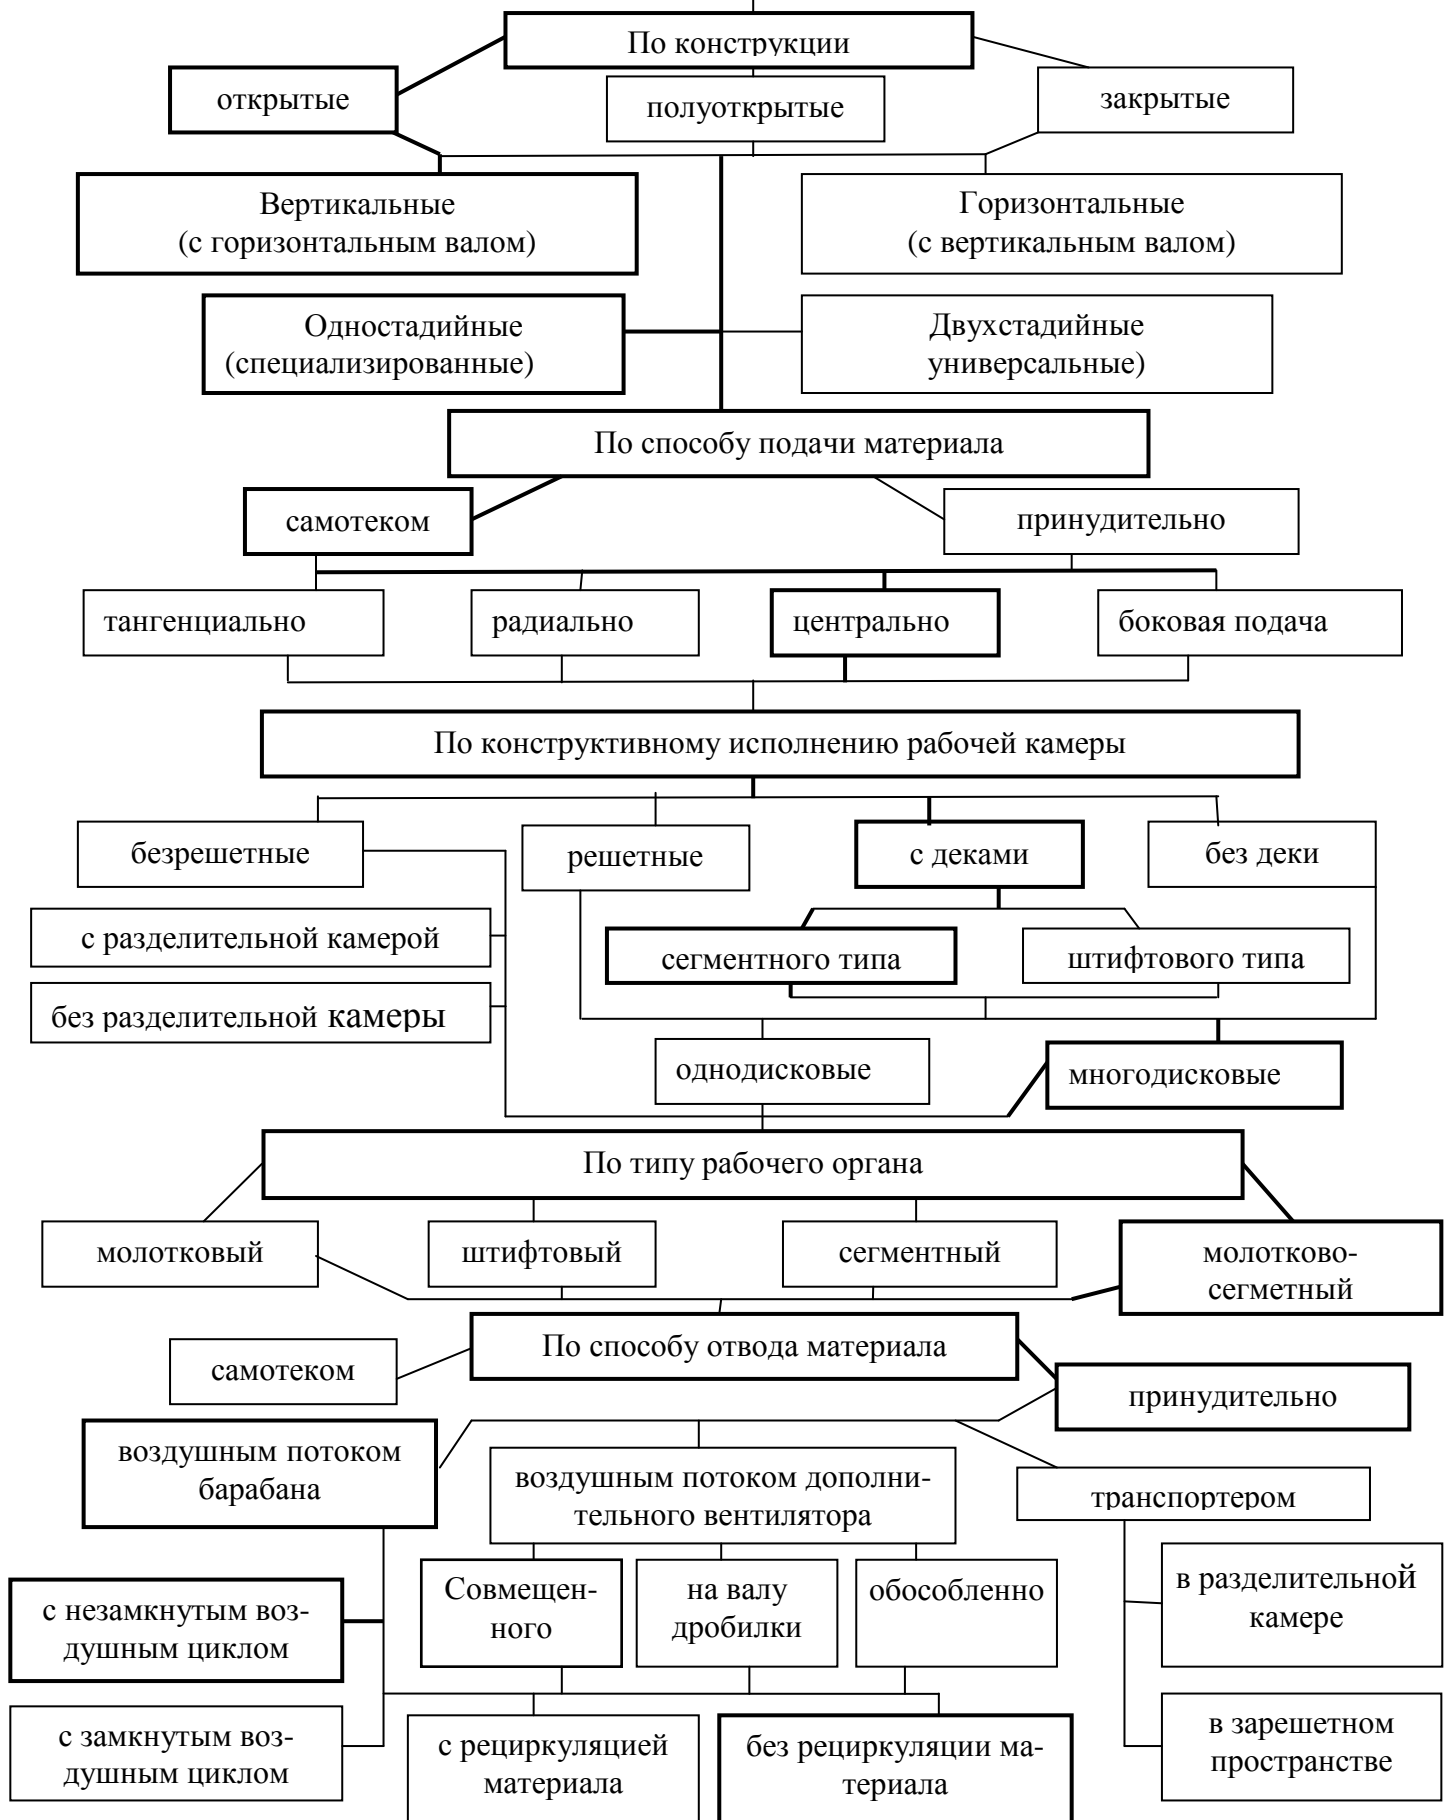 По конструкции
открытые
полуоткрытые
закрытые
Вертикальные
(с горизонтальным валом)
Горизонтальные
(с вертикальным валом)
Одностадийные
(специализированные)
Двухстадийные
универсальные)
По способу подачи материала
самотеком
принудительно
тангенциально
радиально
центрально
боковая подача
По конструктивному исполнению рабочей камеры
безрешетные
решетные
с деками
без деки
с разделительной камерой
сегментного типа
штифтового типа
без разделительной камеры
однодисковые
многодисковые
По типу рабочего органа
молотковый
штифтовый
сегментный
молотково-
сегметный
По способу отвода материала
самотеком
принудительно
воздушным потоком
барабана
воздушным потоком дополни-
тельного вентилятора
транспортером
с незамкнутым воз-
душным циклом
Совмещен-
ного
на валу
дробилки
обособленно
в разделительной
камере
с замкнутым воз-
душным циклом
с рециркуляцией
материала
без рециркуляции ма-
териала
в зарешетном
пространстве